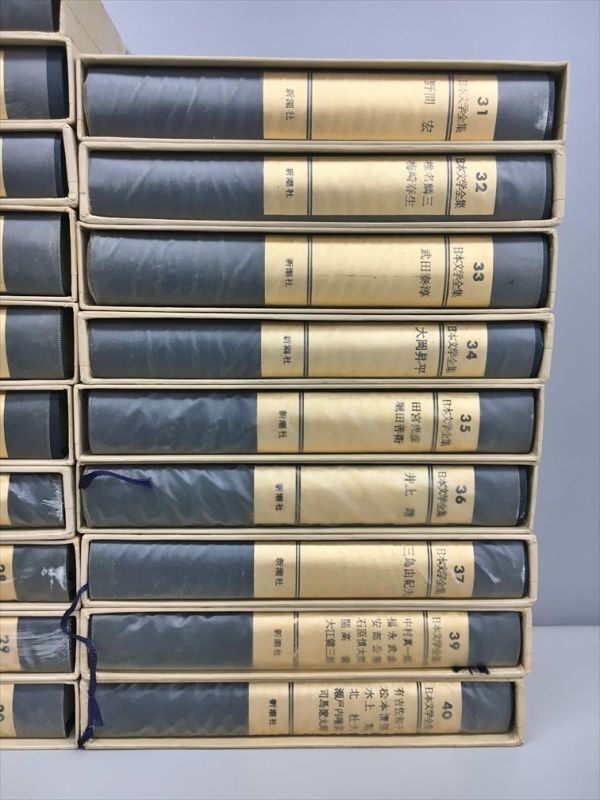 31
日本文学全集
野間 宏
新潮社
32
日本文学全集
椎名麟三
梅崎春生
新潮社
33
日本文学全集
武田泰淳
新潮社
34
日本文学全集
大岡昇平
新潮社
35
日本文学全集
田宮虎彦
堀田善衛
新潮社
36
日本文学全集
井上 靖
新潮社
37
日本文学全集
三島由紀夫
新潮社
39
日本文学全集
中村真一郎
福永武彦
安部公房
石原慎太郎
開高 健
大江健三郎
新潮社
40
日本文学全集
有吉佐和子
松本清張
水上 勉
北 杜夫
瀬戸内晴美
司馬遼太郎
新潮社
28
29
30